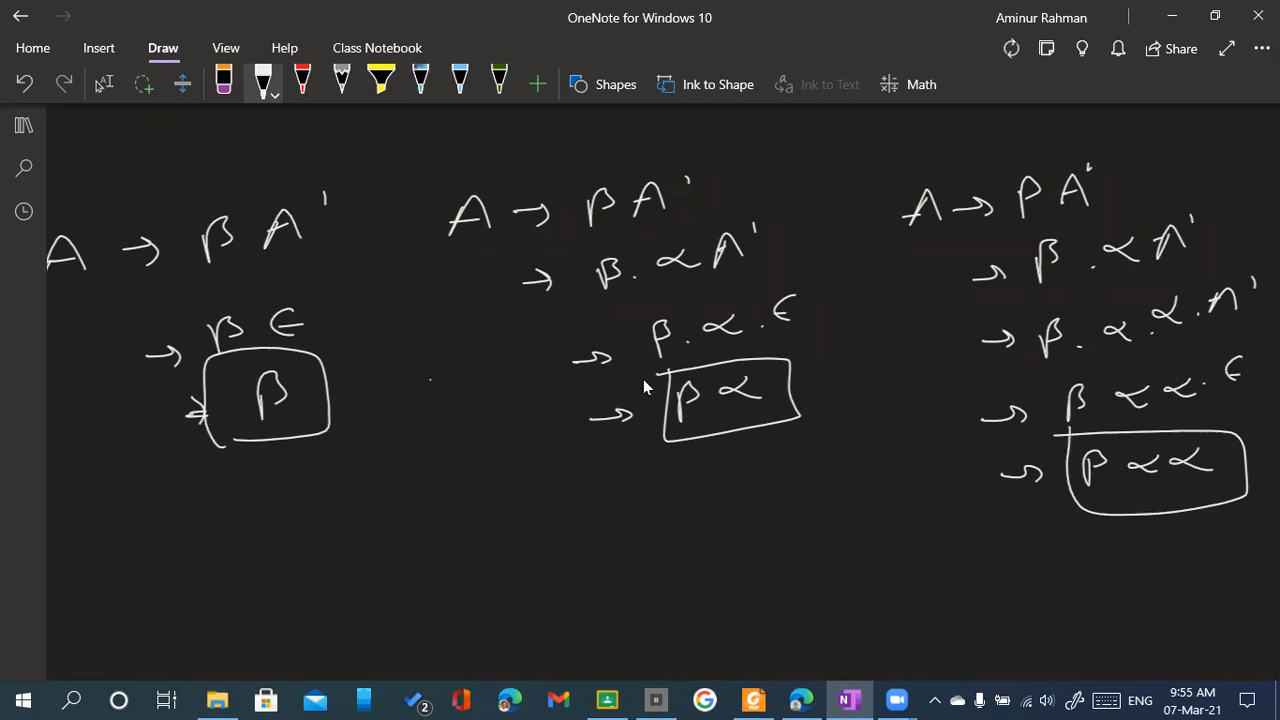 OneNote for Windows 10
Aminur Rahman
Home Insert Draw View Help Class Notebook
Share
Shapes Ink to Shape Ink to Text Math
A → β A'
→ β ϵ
→ β
A → β A'
→ β . α A'
→ β . α . ϵ
→ β α
A → β A'
→ β . α A'
→ β . α . α . A'
→ β α α . ϵ
→ β α α
2
ENG
9:55 AM
07-Mar-21